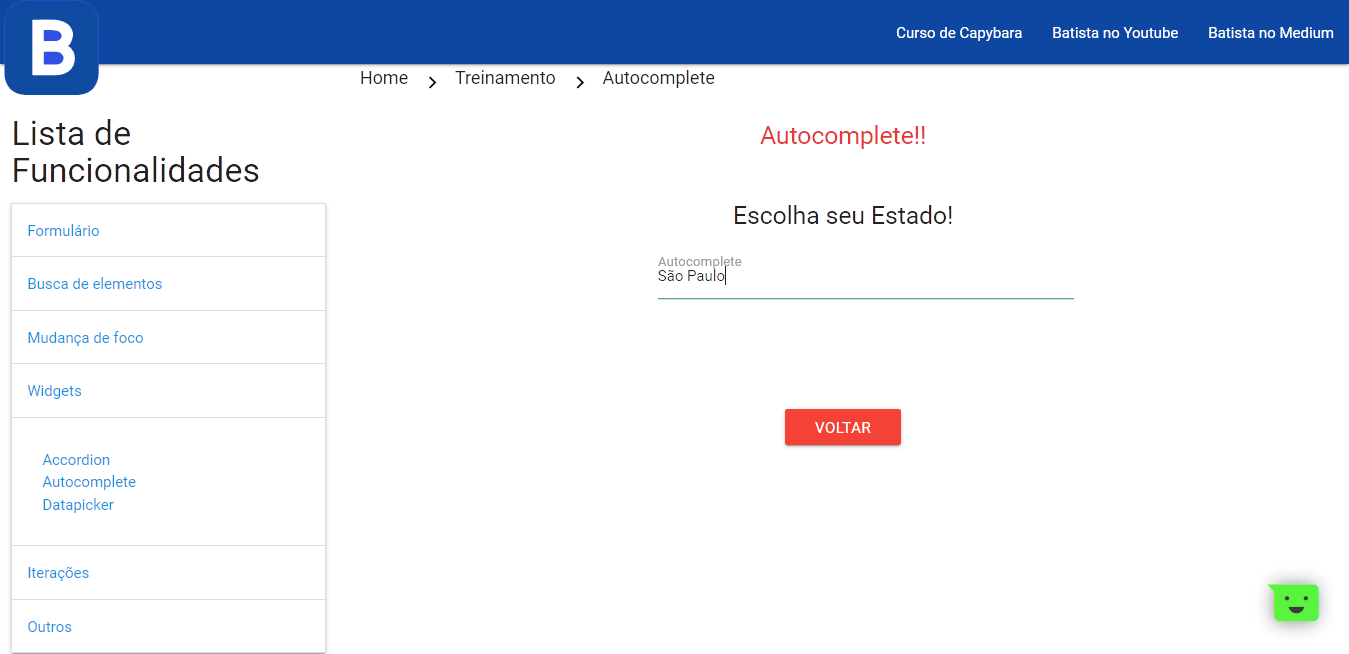 B
Curso de Capybara Batista no Youtube Batista no Medium
Home > Treinamento > Autocomplete
Lista de
Funcionalidades
Formulário
Busca de elementos
Mudança de foco
Widgets
Accordion
Autocomplete
Datapicker
Iterações
Outros
Autocomplete!!
Escolha seu Estado!
Autocomplete
São Paulo
VOLTAR